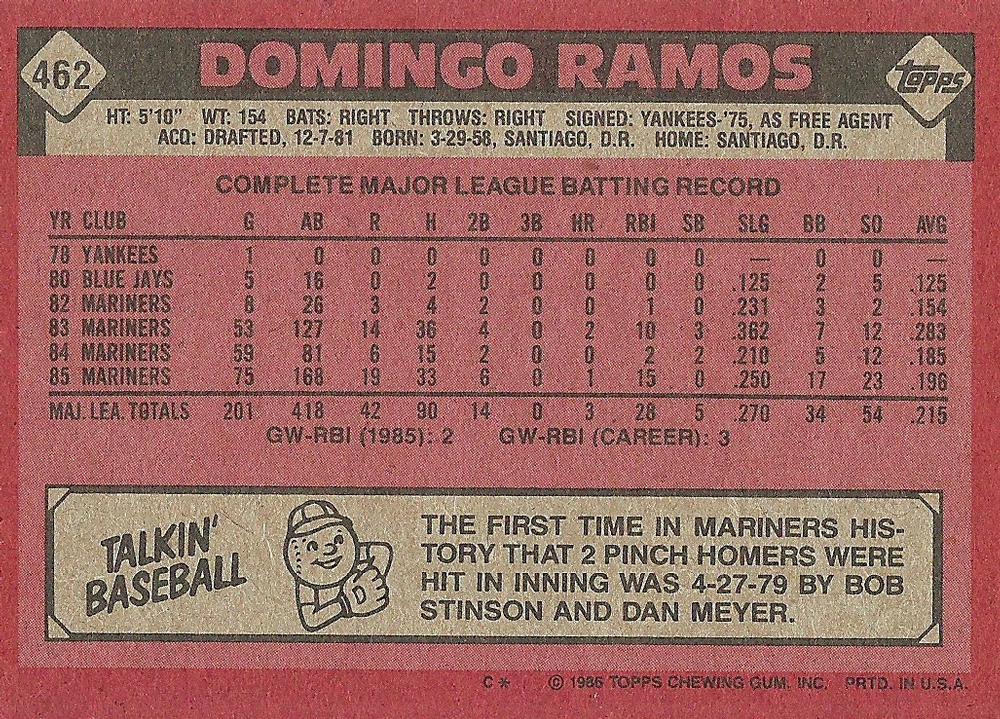 462
DOMINGO RAMOS
TOPPS
HT: 5'10" WT: 154 BATS: RIGHT THROWS: RIGHT SIGNED: YANKEES-'75, AS FREE AGENT
ACQ: DRAFTED, 12-7-81 BORN: 3-29-58, SANTIAGO, D.R. HOME: SANTIAGO, D.R.
COMPLETE MAJOR LEAGUE BATTING RECORD
YR CLUB G AB R H 2B 3B HR RBI SB SLG BB SO AVG
78 YANKEES 1 0 0 0 0 0 0 0 0 — 0 0 —
80 BLUE JAYS 5 16 0 2 0 0 0 0 0 .125 2 5 .125
82 MARINERS 8 26 3 4 2 0 0 1 0 .231 3 2 .154
83 MARINERS 53 127 14 36 4 0 2 10 3 .362 7 12 .283
84 MARINERS 59 81 6 15 2 0 0 2 2 .210 5 12 .185
85 MARINERS 75 168 19 33 6 0 1 15 0 .250 17 23 .196
MAJ. LEA. TOTALS 201 418 42 90 14 0 3 28 5 .270 34 54 .215
GW-RBI (1985): 2 GW-RBI (CAREER): 3
TALKIN'
BASEBALL
D
THE FIRST TIME IN MARINERS HIS-
TORY THAT 2 PINCH HOMERS WERE
HIT IN INNING WAS 4-27-79 BY BOB
STINSON AND DAN MEYER.
C* © 1986 TOPPS CHEWING GUM, INC. PRTD. IN U.S.A.